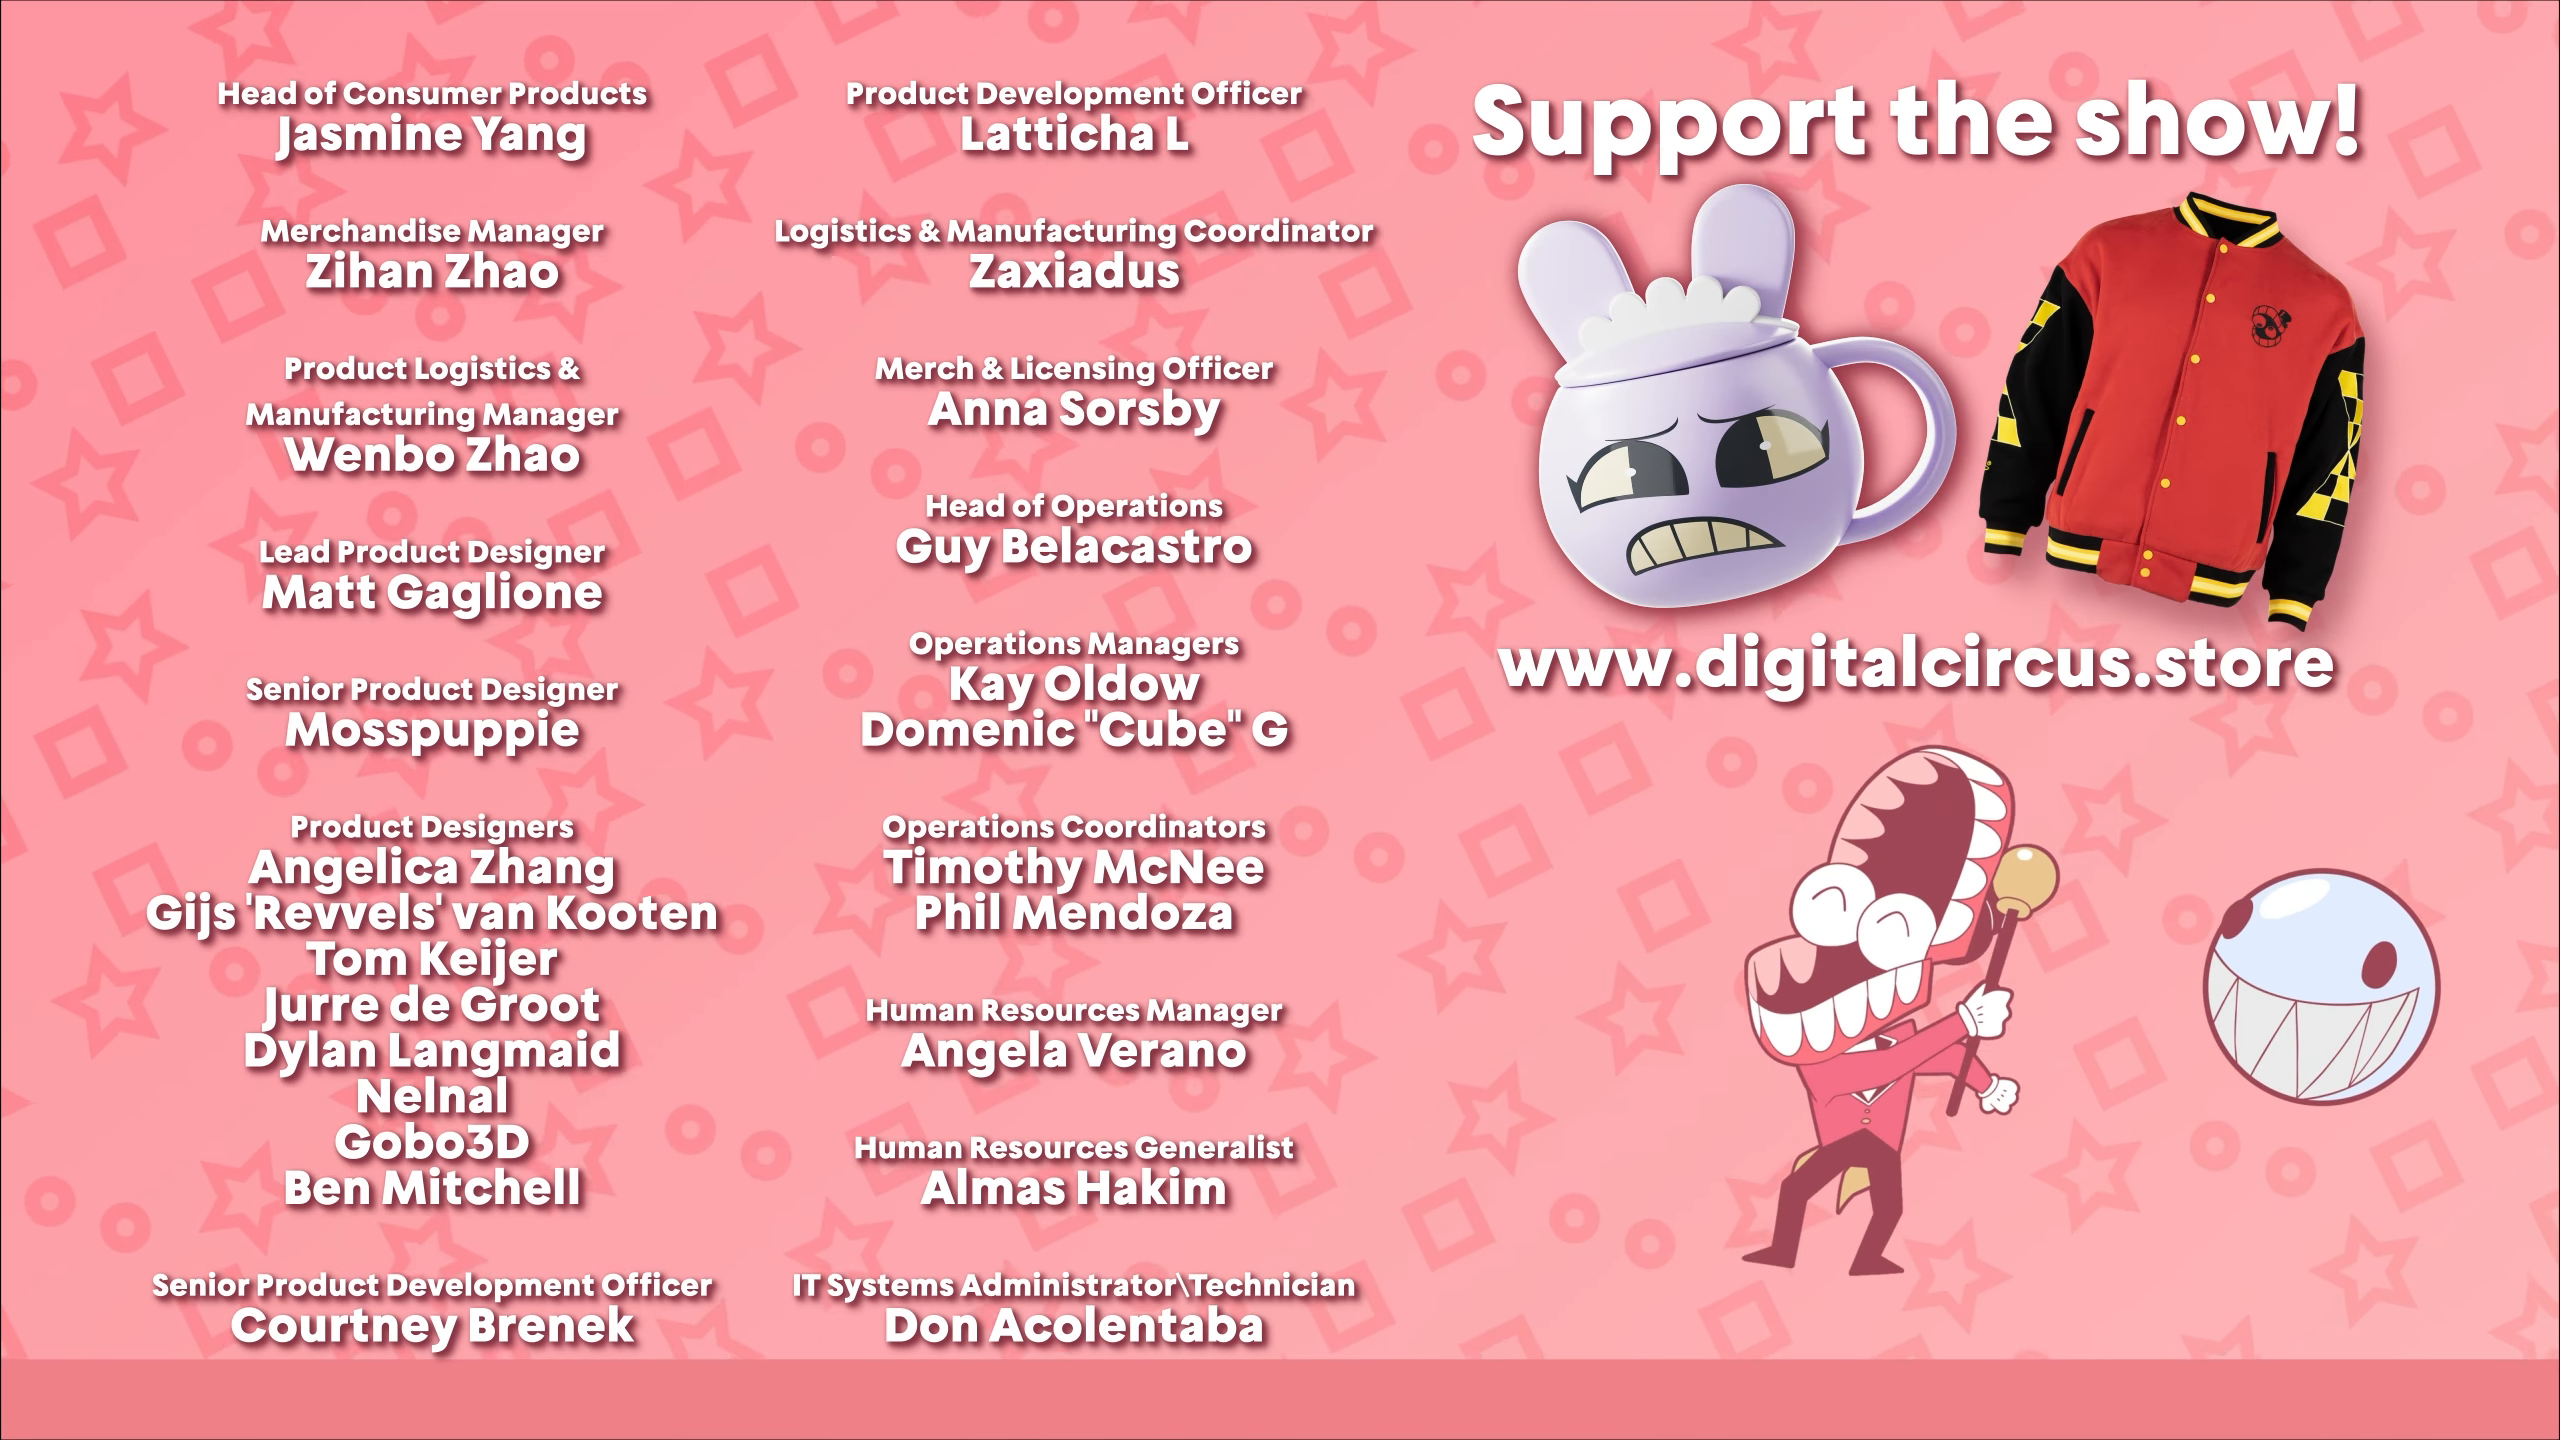 Head of Consumer Products
Jasmine Yang
Merchandise Manager
Zihan Zhao
Product Logistics &
Manufacturing Manager
Wenbo Zhao
Lead Product Designer
Matt Gaglione
Senior Product Designer
Mosspuppie
Product Designers
Angelica Zhang
Gijs 'Revvels' van Kooten
Tom Keijer
Jurre de Groot
Dylan Langmaid
Nelnal
Gobo3D
Ben Mitchell
Senior Product Development Officer
Courtney Brenek
Product Development Officer
Latticha L
Logistics & Manufacturing Coordinator
Zaxiadus
Merch & Licensing Officer
Anna Sorsby
Head of Operations
Guy Belacastro
Operations Managers
Kay Oldow
Domenic "Cube" G
Operations Coordinators
Timothy McNee
Phil Mendoza
Human Resources Manager
Angela Verano
Human Resources Generalist
Almas Hakim
IT Systems Administrator\Technician
Don Acolentaba
Support the show!
www.digitalcircus.store